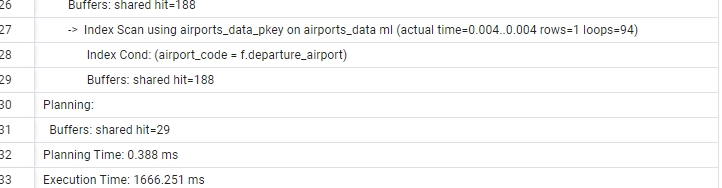 26 Buffers: shared hit=188
27 -> Index Scan using airports_data_pkey on airports_data ml (actual time=0.004..0.004 rows=1 loops=94)
28 Index Cond: (airport_code = f.departure_airport)
29 Buffers: shared hit=188
30 Planning:
31 Buffers: shared hit=29
32 Planning Time: 0.388 ms
33 Execution Time: 1666.251 ms